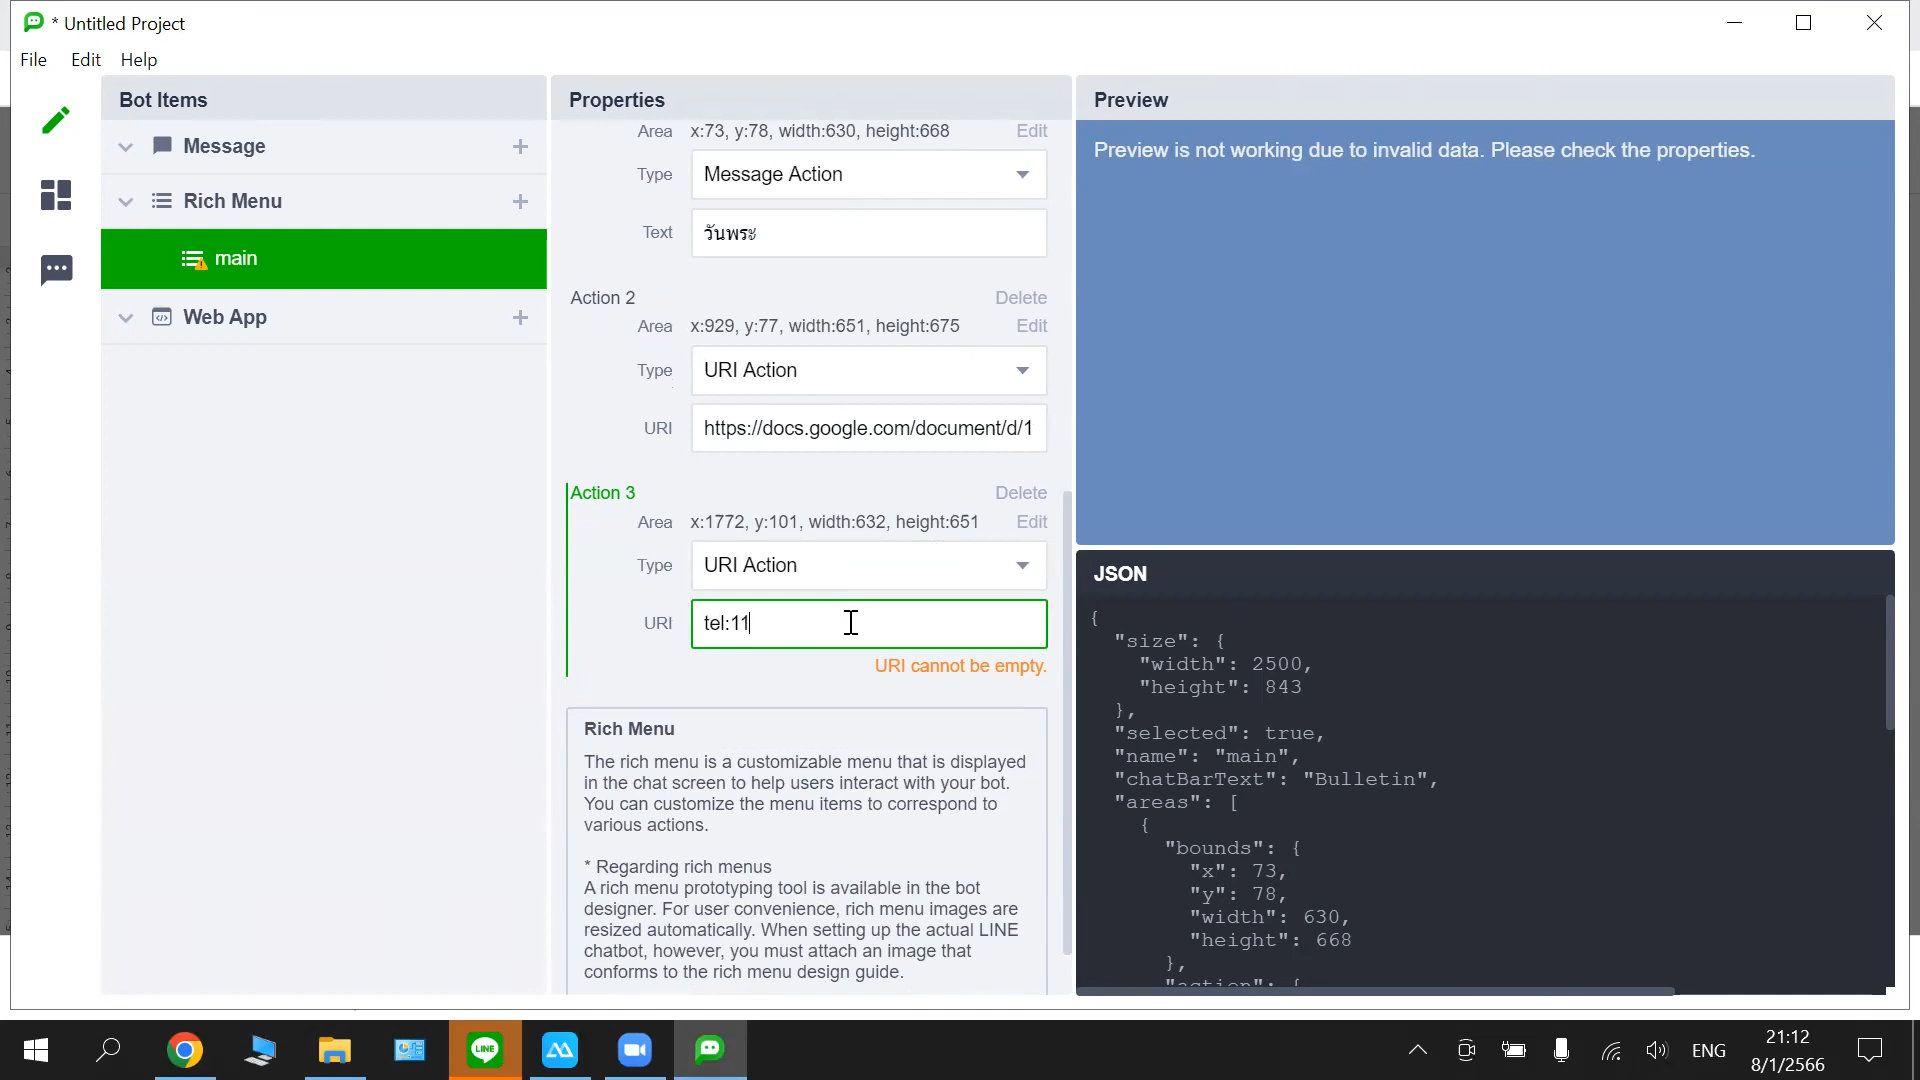 * Untitled Project
File Edit Help
Bot Items
Message
Rich Menu
main
Web App
Properties
Area x:73, y:78, width:630, height:668 Edit
Type Message Action
Text วันพระ
Action 2 Delete
Area x:929, y:77, width:651, height:675 Edit
Type URI Action
URI https://docs.google.com/document/d/1
Action 3 Delete
Area x:1772, y:101, width:632, height:651 Edit
Type URI Action
URI tel:11
URI cannot be empty.
Rich Menu
The rich menu is a customizable menu that is displayed
in the chat screen to help users interact with your bot.
You can customize the menu items to correspond to
various actions.
* Regarding rich menus
A rich menu prototyping tool is available in the bot
designer. For user convenience, rich menu images are
resized automatically. When setting up the actual LINE
chatbot, however, you must attach an image that
conforms to the rich menu design guide.
Preview
Preview is not working due to invalid data. Please check the properties.
JSON
{
"size": {
"width": 2500,
"height": 843
},
"selected": true,
"name": "main",
"chatBarText": "Bulletin",
"areas": [
{
"bounds": {
"x": 73,
"y": 78,
"width": 630,
"height": 668
},
"action": {
LINE
ENG
21:12
8/1/2566